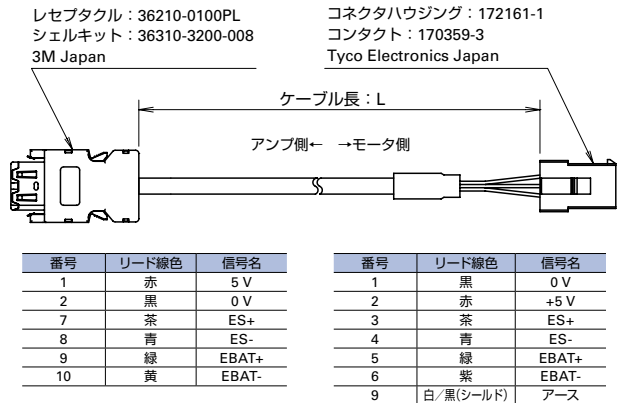 レセプタクル：36210-0100PL
シェルキット：36310-3200-008
3M Japan
コネクタハウジング：172161-1
コンタクト：170359-3
Tyco Electronics Japan
ケーブル長：L
アンプ側← →モータ側
番号 リード線色 信号名
1 赤 5 V
2 黒 0 V
7 茶 ES+
8 青 ES-
9 緑 EBAT+
10 黄 EBAT-
番号 リード線色 信号名
1 黒 0 V
2 赤 +5 V
3 茶 ES+
4 青 ES-
5 緑 EBAT+
6 紫 EBAT-
9 白／黒(シールド) アース